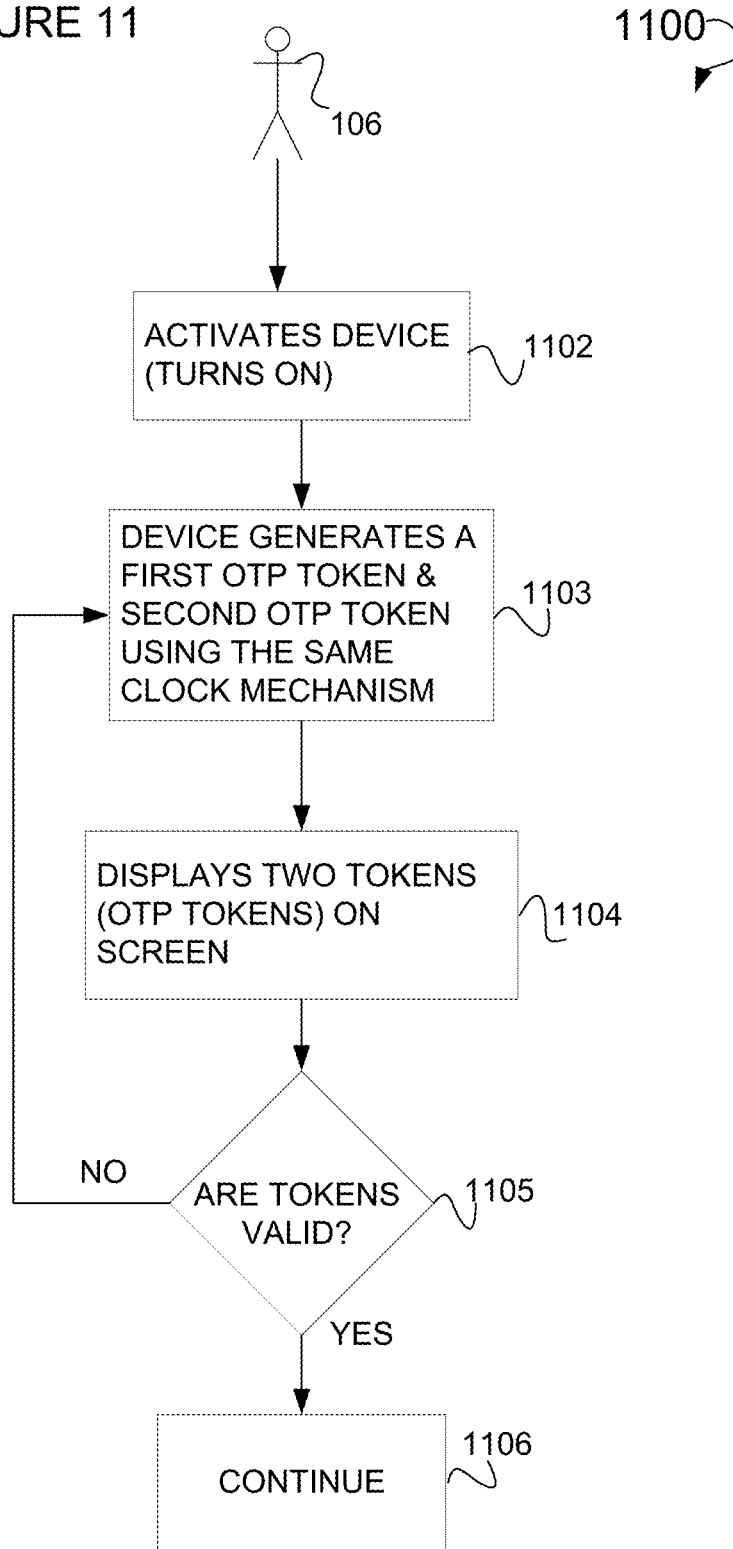 URE 11
1100
106
ACTIVATES DEVICE
(TURNS ON)
1102
DEVICE GENERATES A
FIRST OTP TOKEN &
SECOND OTP TOKEN
USING THE SAME
CLOCK MECHANISM
1103
DISPLAYS TWO TOKENS
(OTP TOKENS) ON
SCREEN
1104
NO
ARE TOKENS
VALID?
1105
YES
CONTINUE
1106